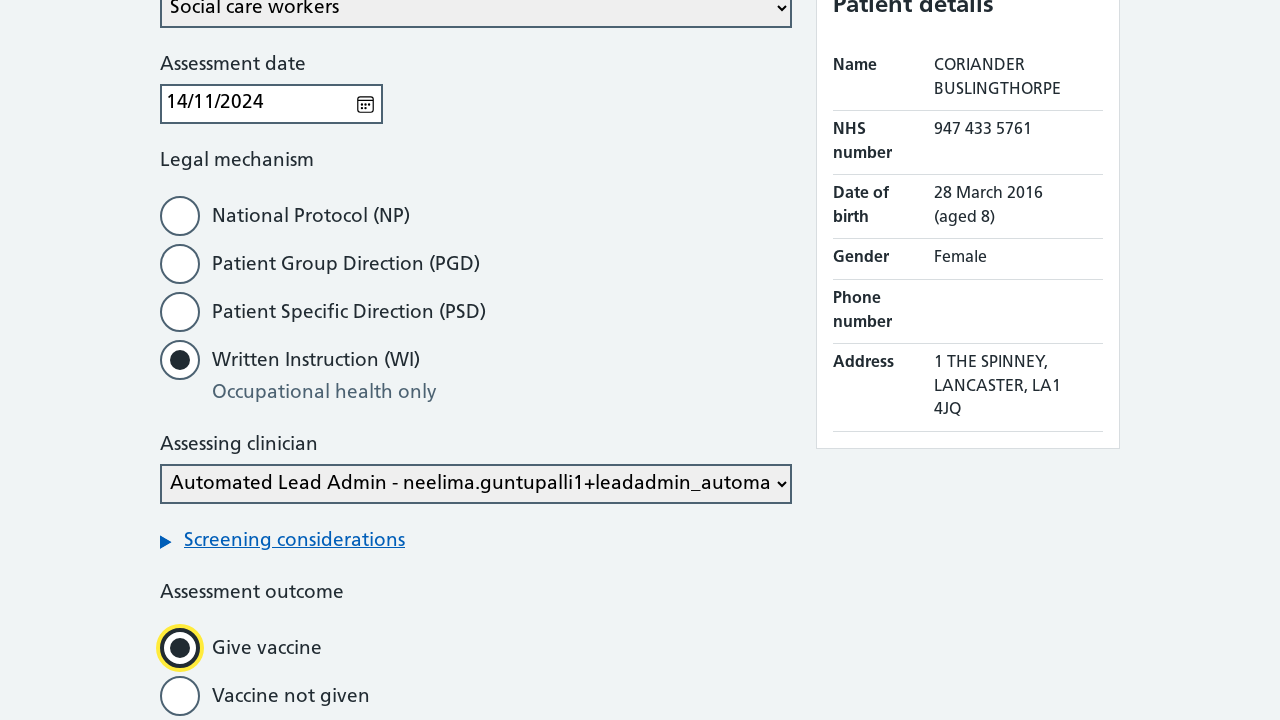 Social care workers
Assessment date
14/11/2024
Legal mechanism
National Protocol (NP)
Patient Group Direction (PGD)
Patient Specific Direction (PSD)
Written Instruction (WI)
Occupational health only
Assessing clinician
Automated Lead Admin - neelima.guntupalli1+leadadmin_automa
Screening considerations
Assessment outcome
Give vaccine
Vaccine not given
Patient details
Name CORIANDER
BUSLINGTHORPE
NHS 947 433 5761
number
Date of 28 March 2016
birth (aged 8)
Gender Female
Phone
number
Address 1 THE SPINNEY,
LANCASTER, LA1
4JQ